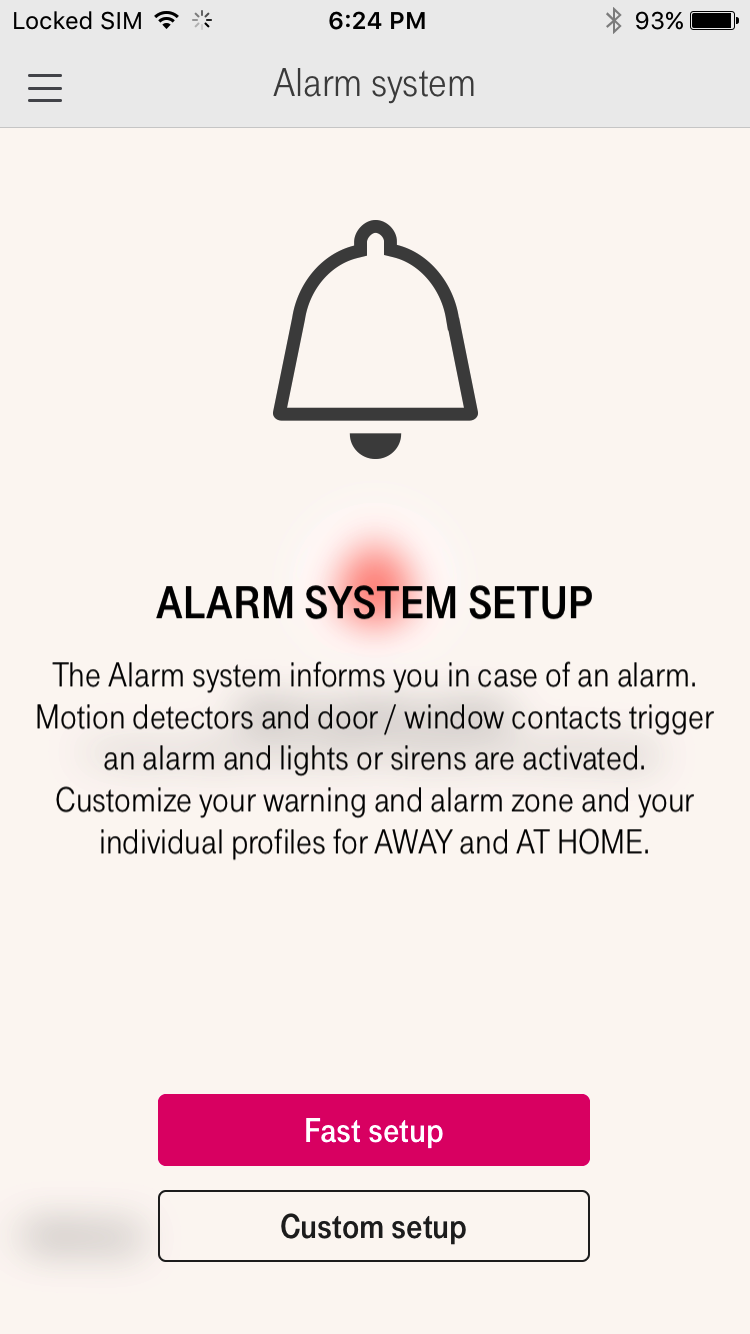 Locked SIM 6:24 PM 93%
Alarm system
ALARM SYSTEM SETUP
The Alarm system informs you in case of an alarm.
Motion detectors and door / window contacts trigger
an alarm and lights or sirens are activated.
Customize your warning and alarm zone and your
individual profiles for AWAY and AT HOME.
Fast setup
Custom setup